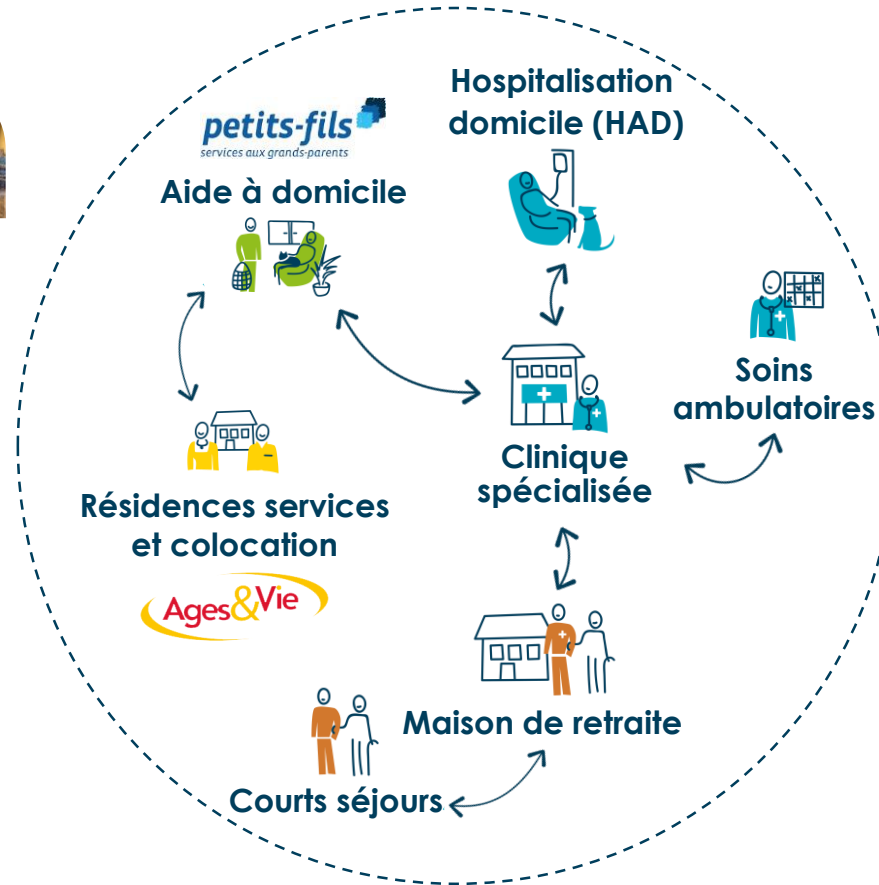 petits-fils
services aux grands-parents
Aide à domicile
Hospitalisation
domicile (HAD)
Soins
ambulatoires
Clinique
spécialisée
Résidences services
et colocation
Ages&Vie
Maison de retraite
Courts séjours